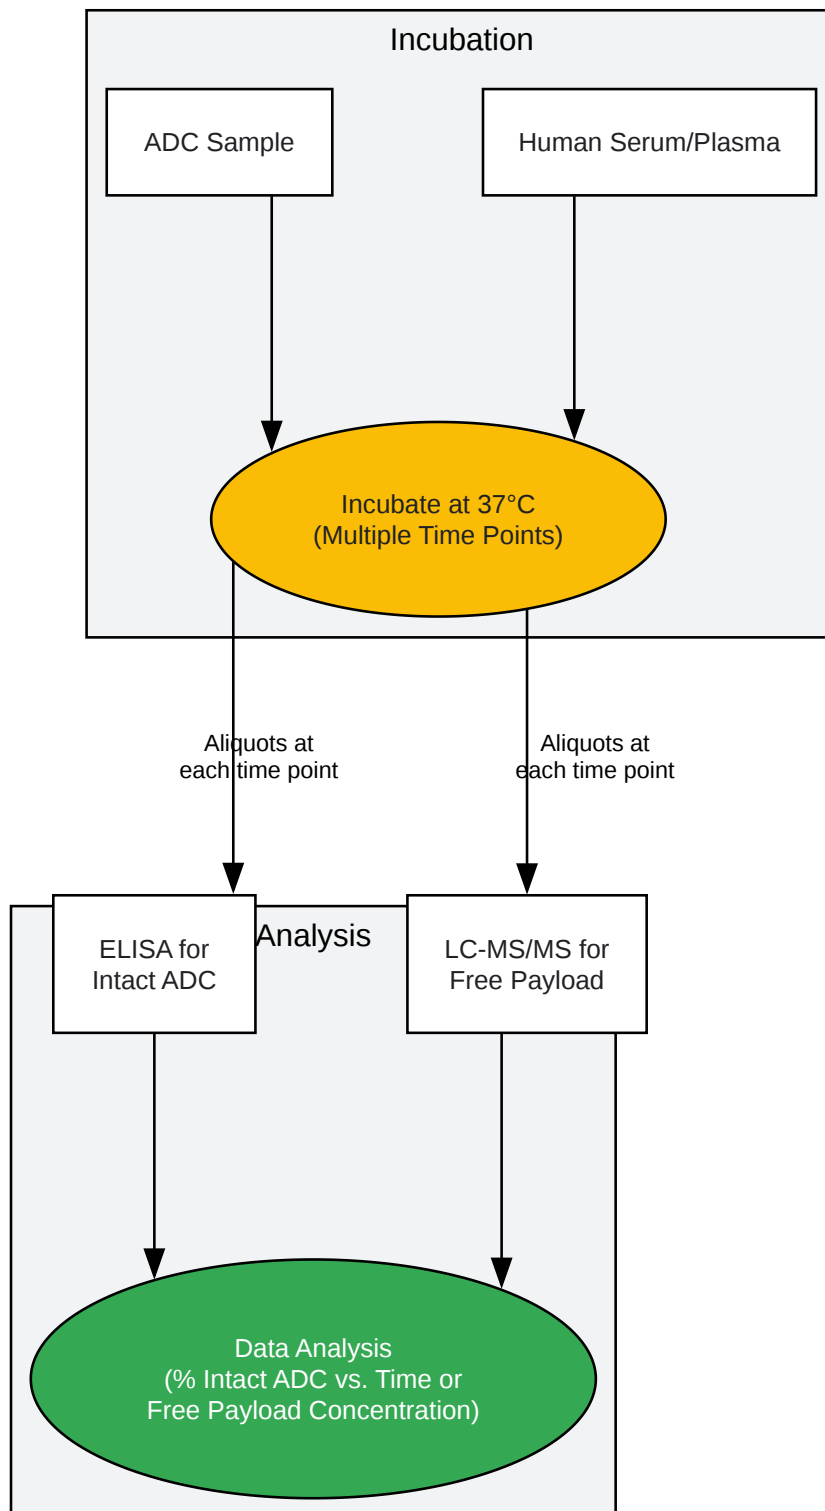 Incubation
ADC Sample
Human Serum/Plasma
Incubate at 37°C
(Multiple Time Points)
Aliquots at
each time point
Aliquots at
each time point
Analysis
ELISA for
Intact ADC
LC-MS/MS for
Free Payload
Data Analysis
(% Intact ADC vs. Time or
Free Payload Concentration)